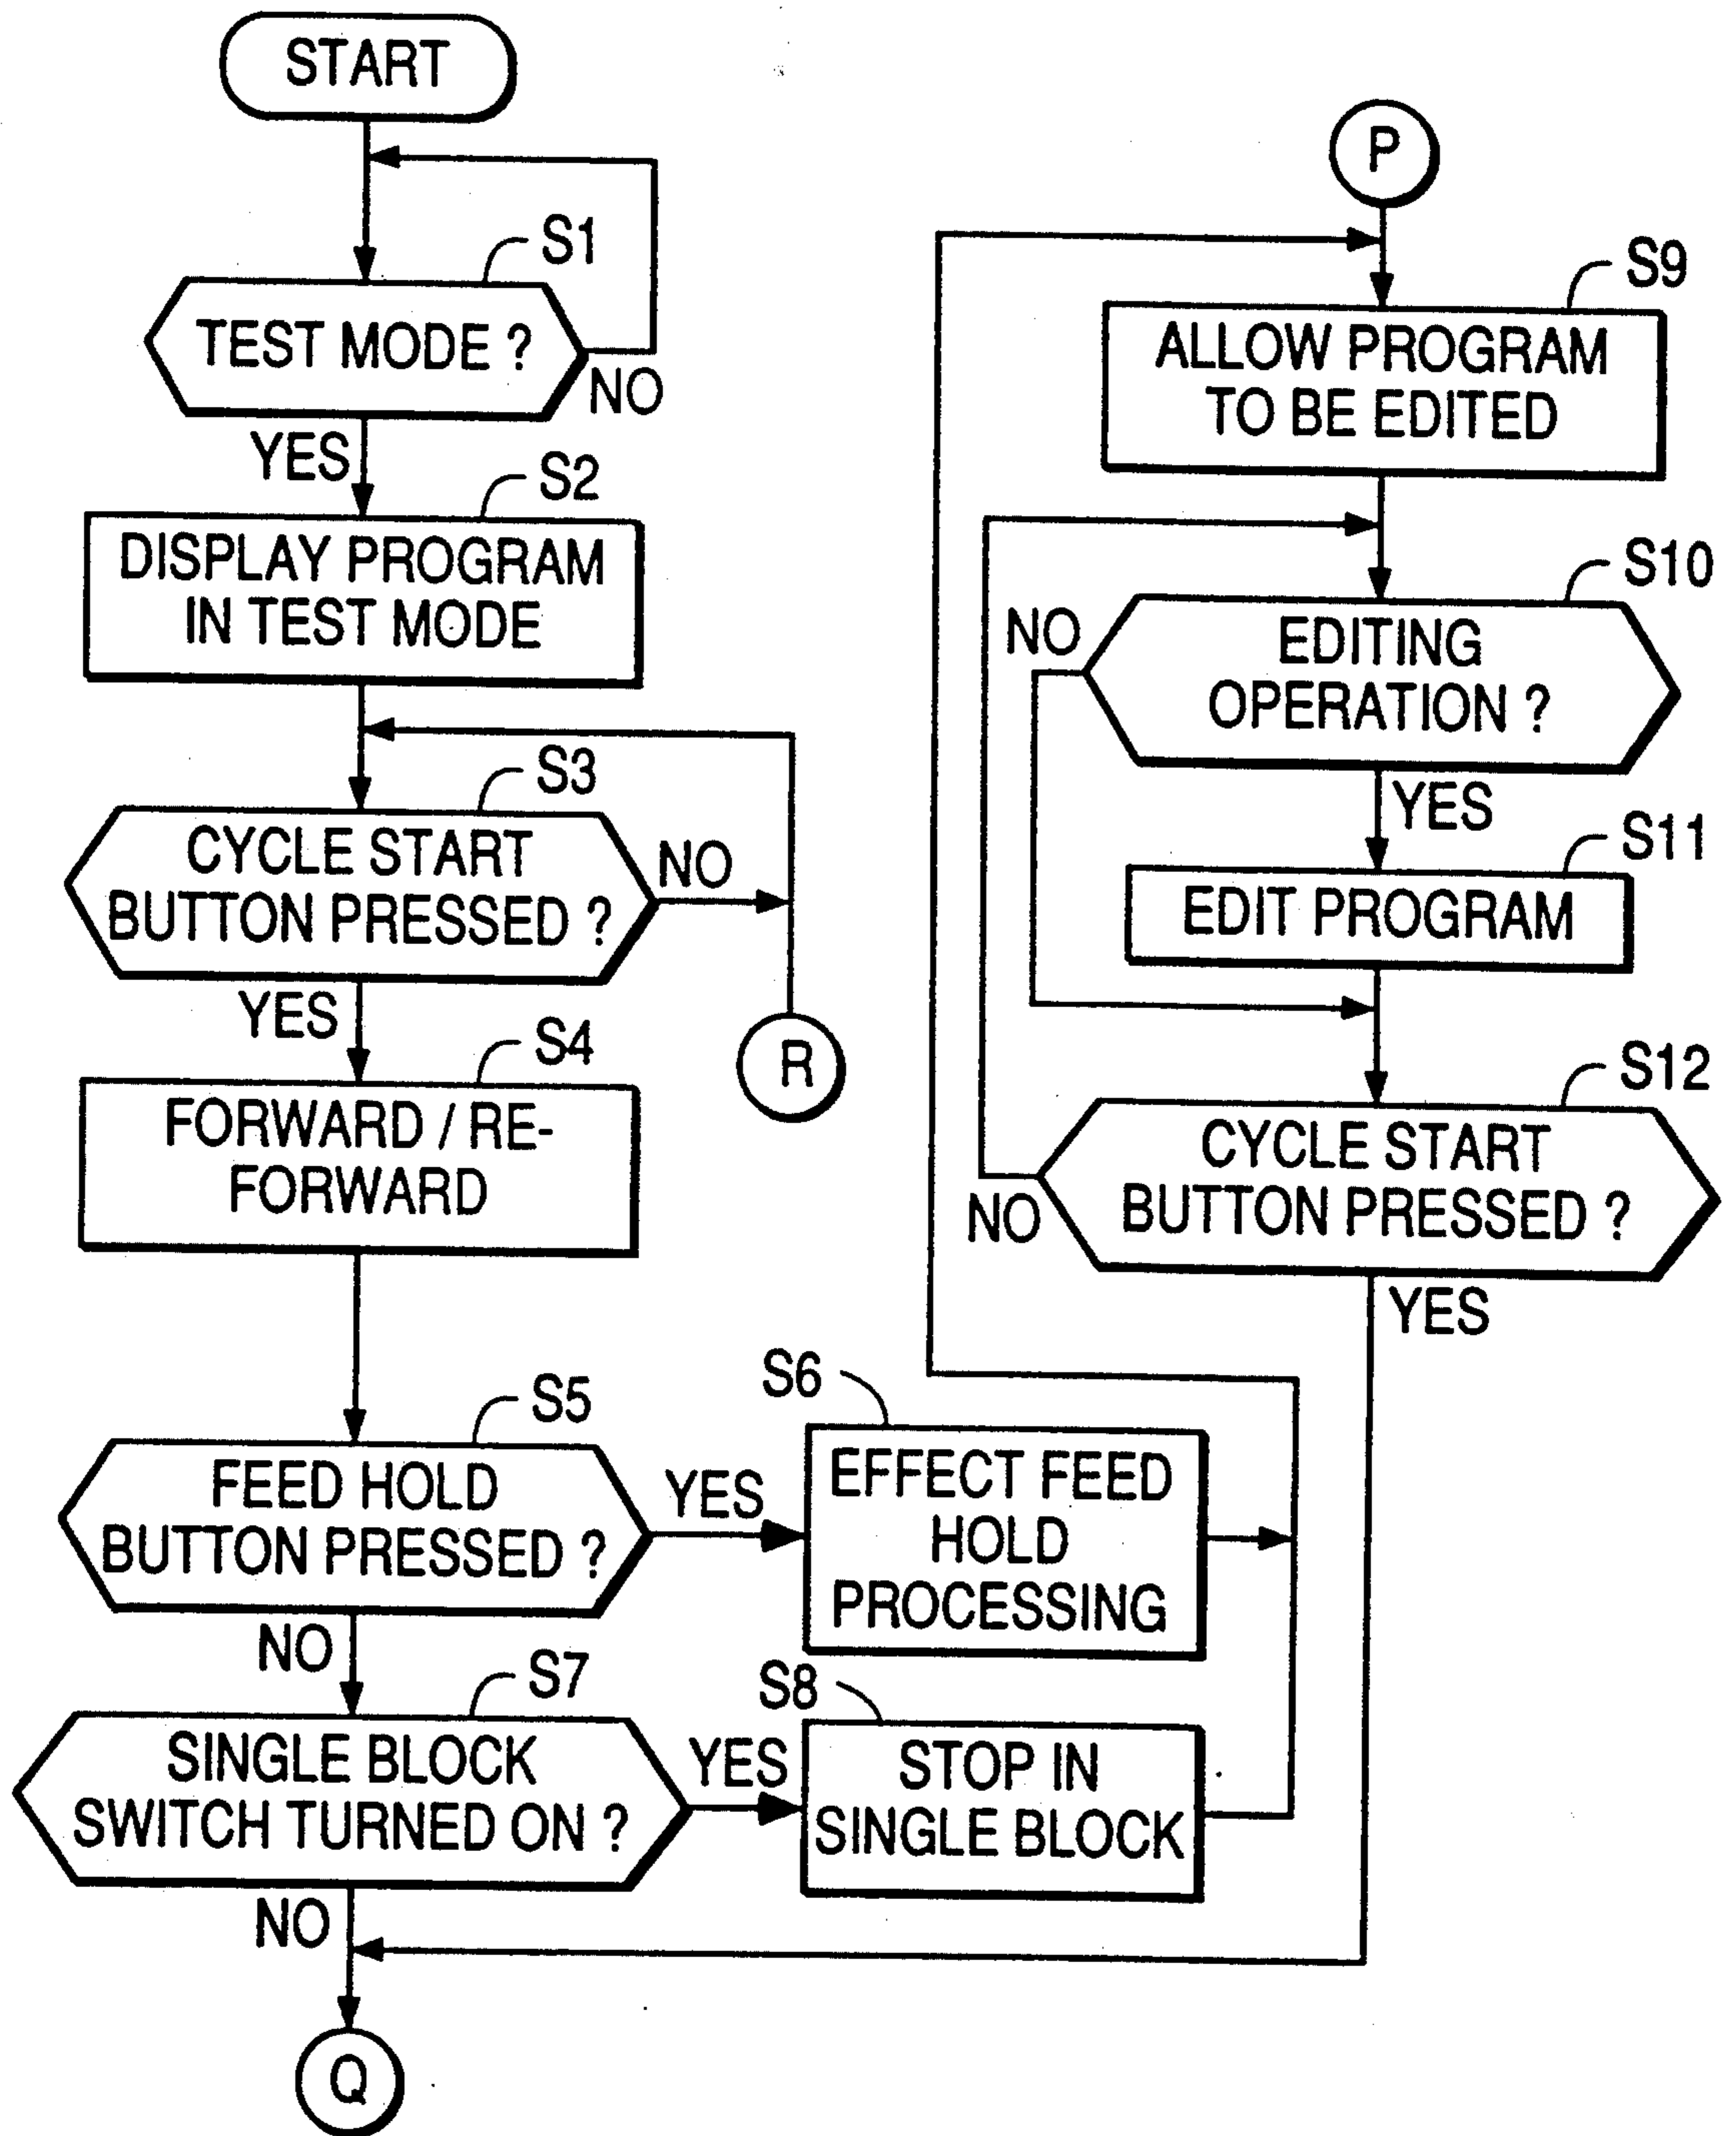 START
S1
TEST MODE ?
NO
YES
S2
DISPLAY PROGRAM
IN TEST MODE
S3
CYCLE START
BUTTON PRESSED ?
NO
YES
R
S4
FORWARD / RE-
FORWARD
S5
FEED HOLD
BUTTON PRESSED ?
YES
S6
EFFECT FEED
HOLD
PROCESSING
NO
S7
SINGLE BLOCK
SWITCH TURNED ON ?
YES
S8
STOP IN
SINGLE BLOCK
NO
Q
P
S9
ALLOW PROGRAM
TO BE EDITED
S10
EDITING
OPERATION ?
NO
YES
S11
EDIT PROGRAM
S12
CYCLE START
BUTTON PRESSED ?
NO
YES